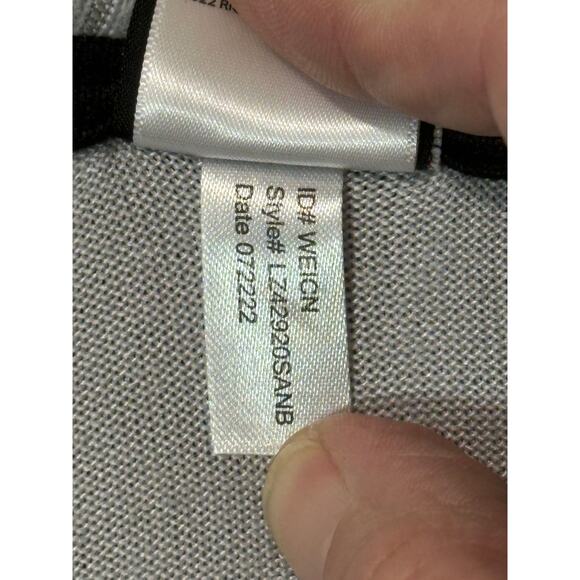 ID# WEIGN
Style# LZ42920SANB
Date 072222